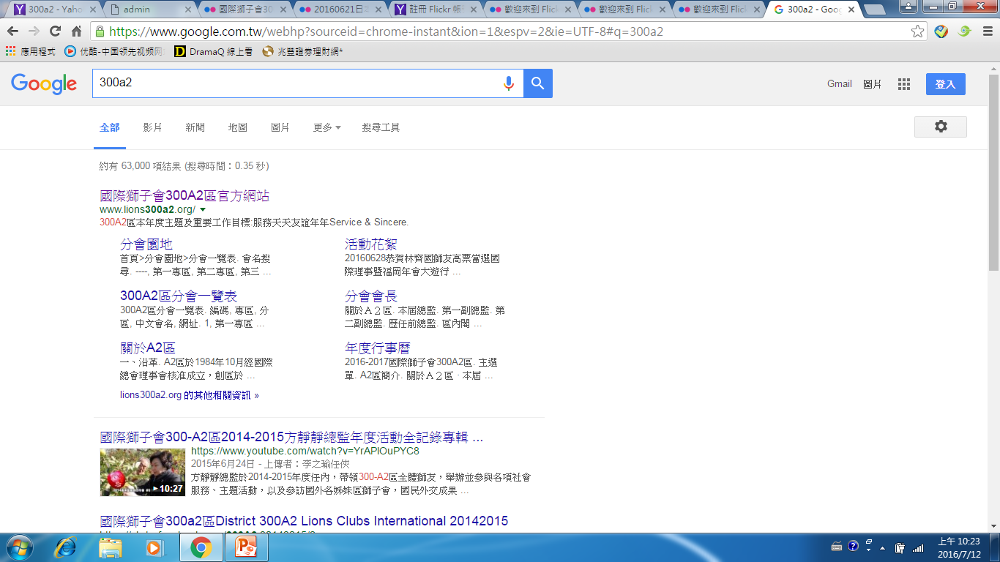 300a2 - Yaho
admin
國際獅子會30
20160621日本
註冊 Flickr 帳
歡迎來到 Flick
歡迎來到 Flick
歡迎來到 Flick
300a2 - Goog
https://www.google.com.tw/webhp?sourceid=chrome-instant&ion=1&espv=2&ie=UTF-8#q=300a2
應用程式 优酷-中国领先视频网 DramaQ 線上看 兆豐證券理財網*
Google 300a2 Gmail 圖片 登入
全部 影片 新聞 地圖 圖片 更多 搜尋工具
約有 63,000 項結果 (搜尋時間:0.35 秒)
國際獅子會300A2區官方網站
www.lions300a2.org/
300A2區本年度主題及重要工作目標:服務天天友誼年年Service & Sincere.
分會園地
首頁>分會園地>分會一覽表. 會名搜
尋. ----, 第一專區, 第二專區, 第三 ...
活動花絮
20160628恭賀林齊國獅友高票當選國
際理事暨福岡年會大遊行 ...
300A2區分會一覽表
300A2區分會一覽表. 編碼, 專區, 分
區, 中文會名, 網址. 1, 第一專區 ...
分會會長
關於A2區. 本屆總監. 第一副總監. 第
二副總監. 歷任前總監. 區內閣 ...
關於A2區
一、沿革. A2區於1984年10月經國際
總會理事會核准成立,創區於 ...
年度行事曆
2016-2017國際獅子會300A2區. 主選
單. A2區簡介. 關於A2區 · 本屆 ...
lions300a2.org 的其他相關資訊 »
國際獅子會300-A2區2014-2015方靜靜總監年度活動全記錄專輯 ...
https://www.youtube.com/watch?v=YrAPlOuPYC8
2015年6月24日 - 上傳者:李之瑜任俠
方靜靜總監於2014-2015年度任內,帶領300-A2區全體獅友,舉辦並參與各項社會
服務、主題活動,以及參訪國外各姊妹區獅子會,國民外交成果 ...
10:27
國際獅子會300a2區District 300A2 Lions Clubs International 20142015
上午 10:23
2016/7/12